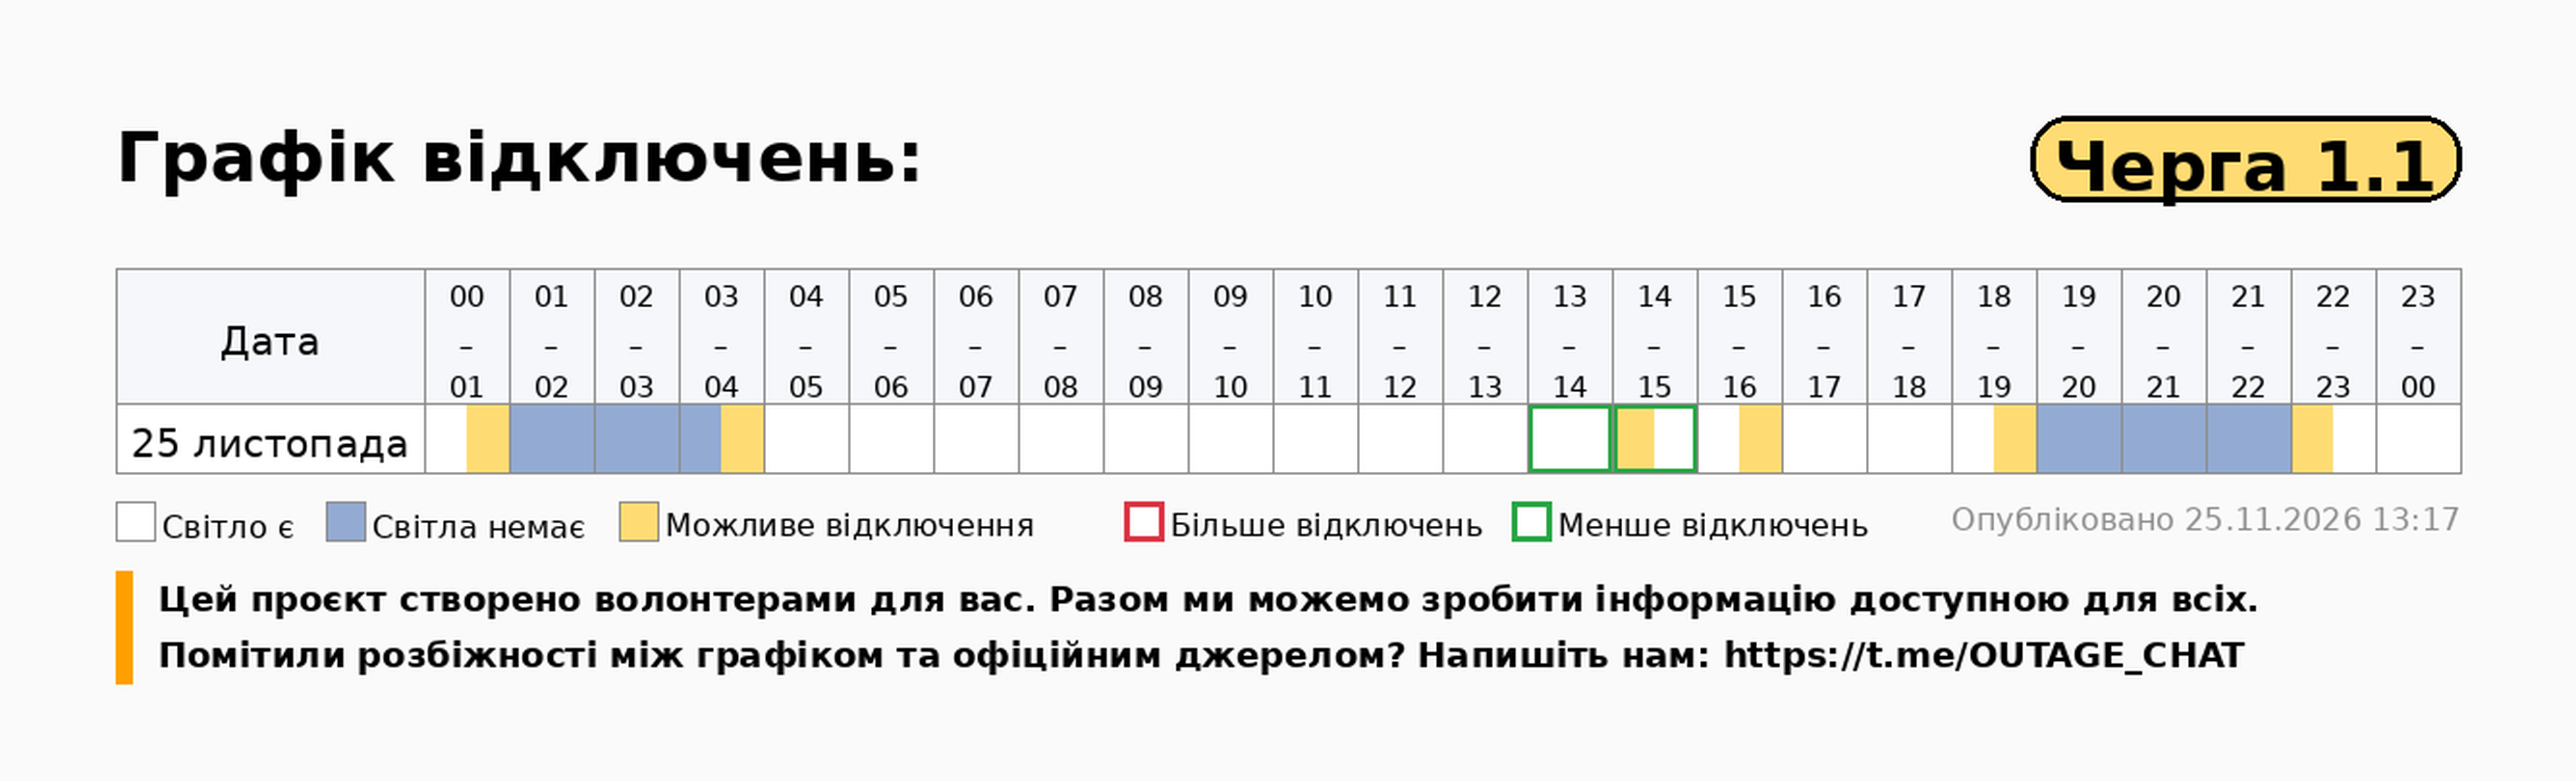 Графік відключень:
Черга 1.1
Дата
00 – 01
01 – 02
02 – 03
03 – 04
04 – 05
05 – 06
06 – 07
07 – 08
08 – 09
09 – 10
10 – 11
11 – 12
12 – 13
13 – 14
14 – 15
15 – 16
16 – 17
17 – 18
18 – 19
19 – 20
20 – 21
21 – 22
22 – 23
23 – 00
25 листопада
Світло є
Світла немає
Можливе відключення
Більше відключень
Менше відключень
Опубліковано 25.11.2026 13:17
Цей проєкт створено волонтерами для вас. Разом ми можемо зробити інформацію доступною для всіх.
Помітили розбіжності між графіком та офіційним джерелом? Напишіть нам: https://t.me/OUTAGE_CHAT